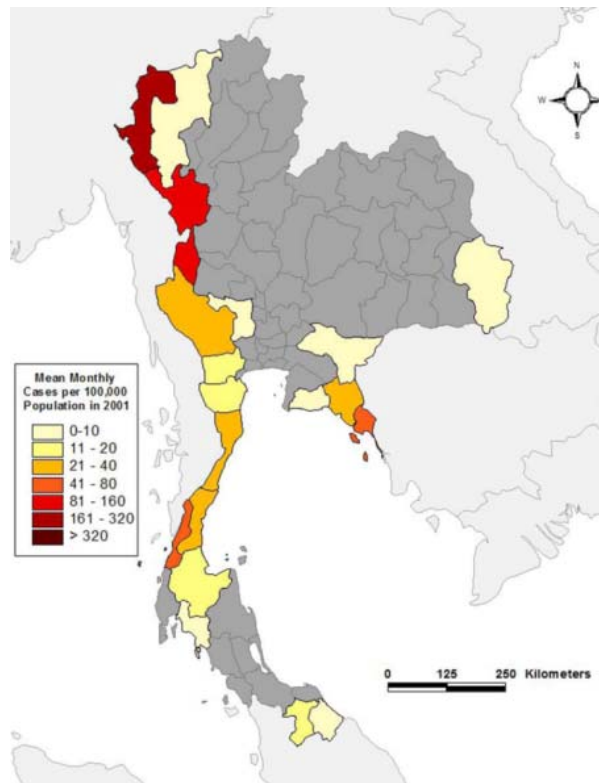 N
W E
S
Mean Monthly
Cases per 100,000
Population in 2001
0-10
11 - 20
21 - 40
41 - 80
81 - 160
161 - 320
> 320
0 125 250 Kilometers